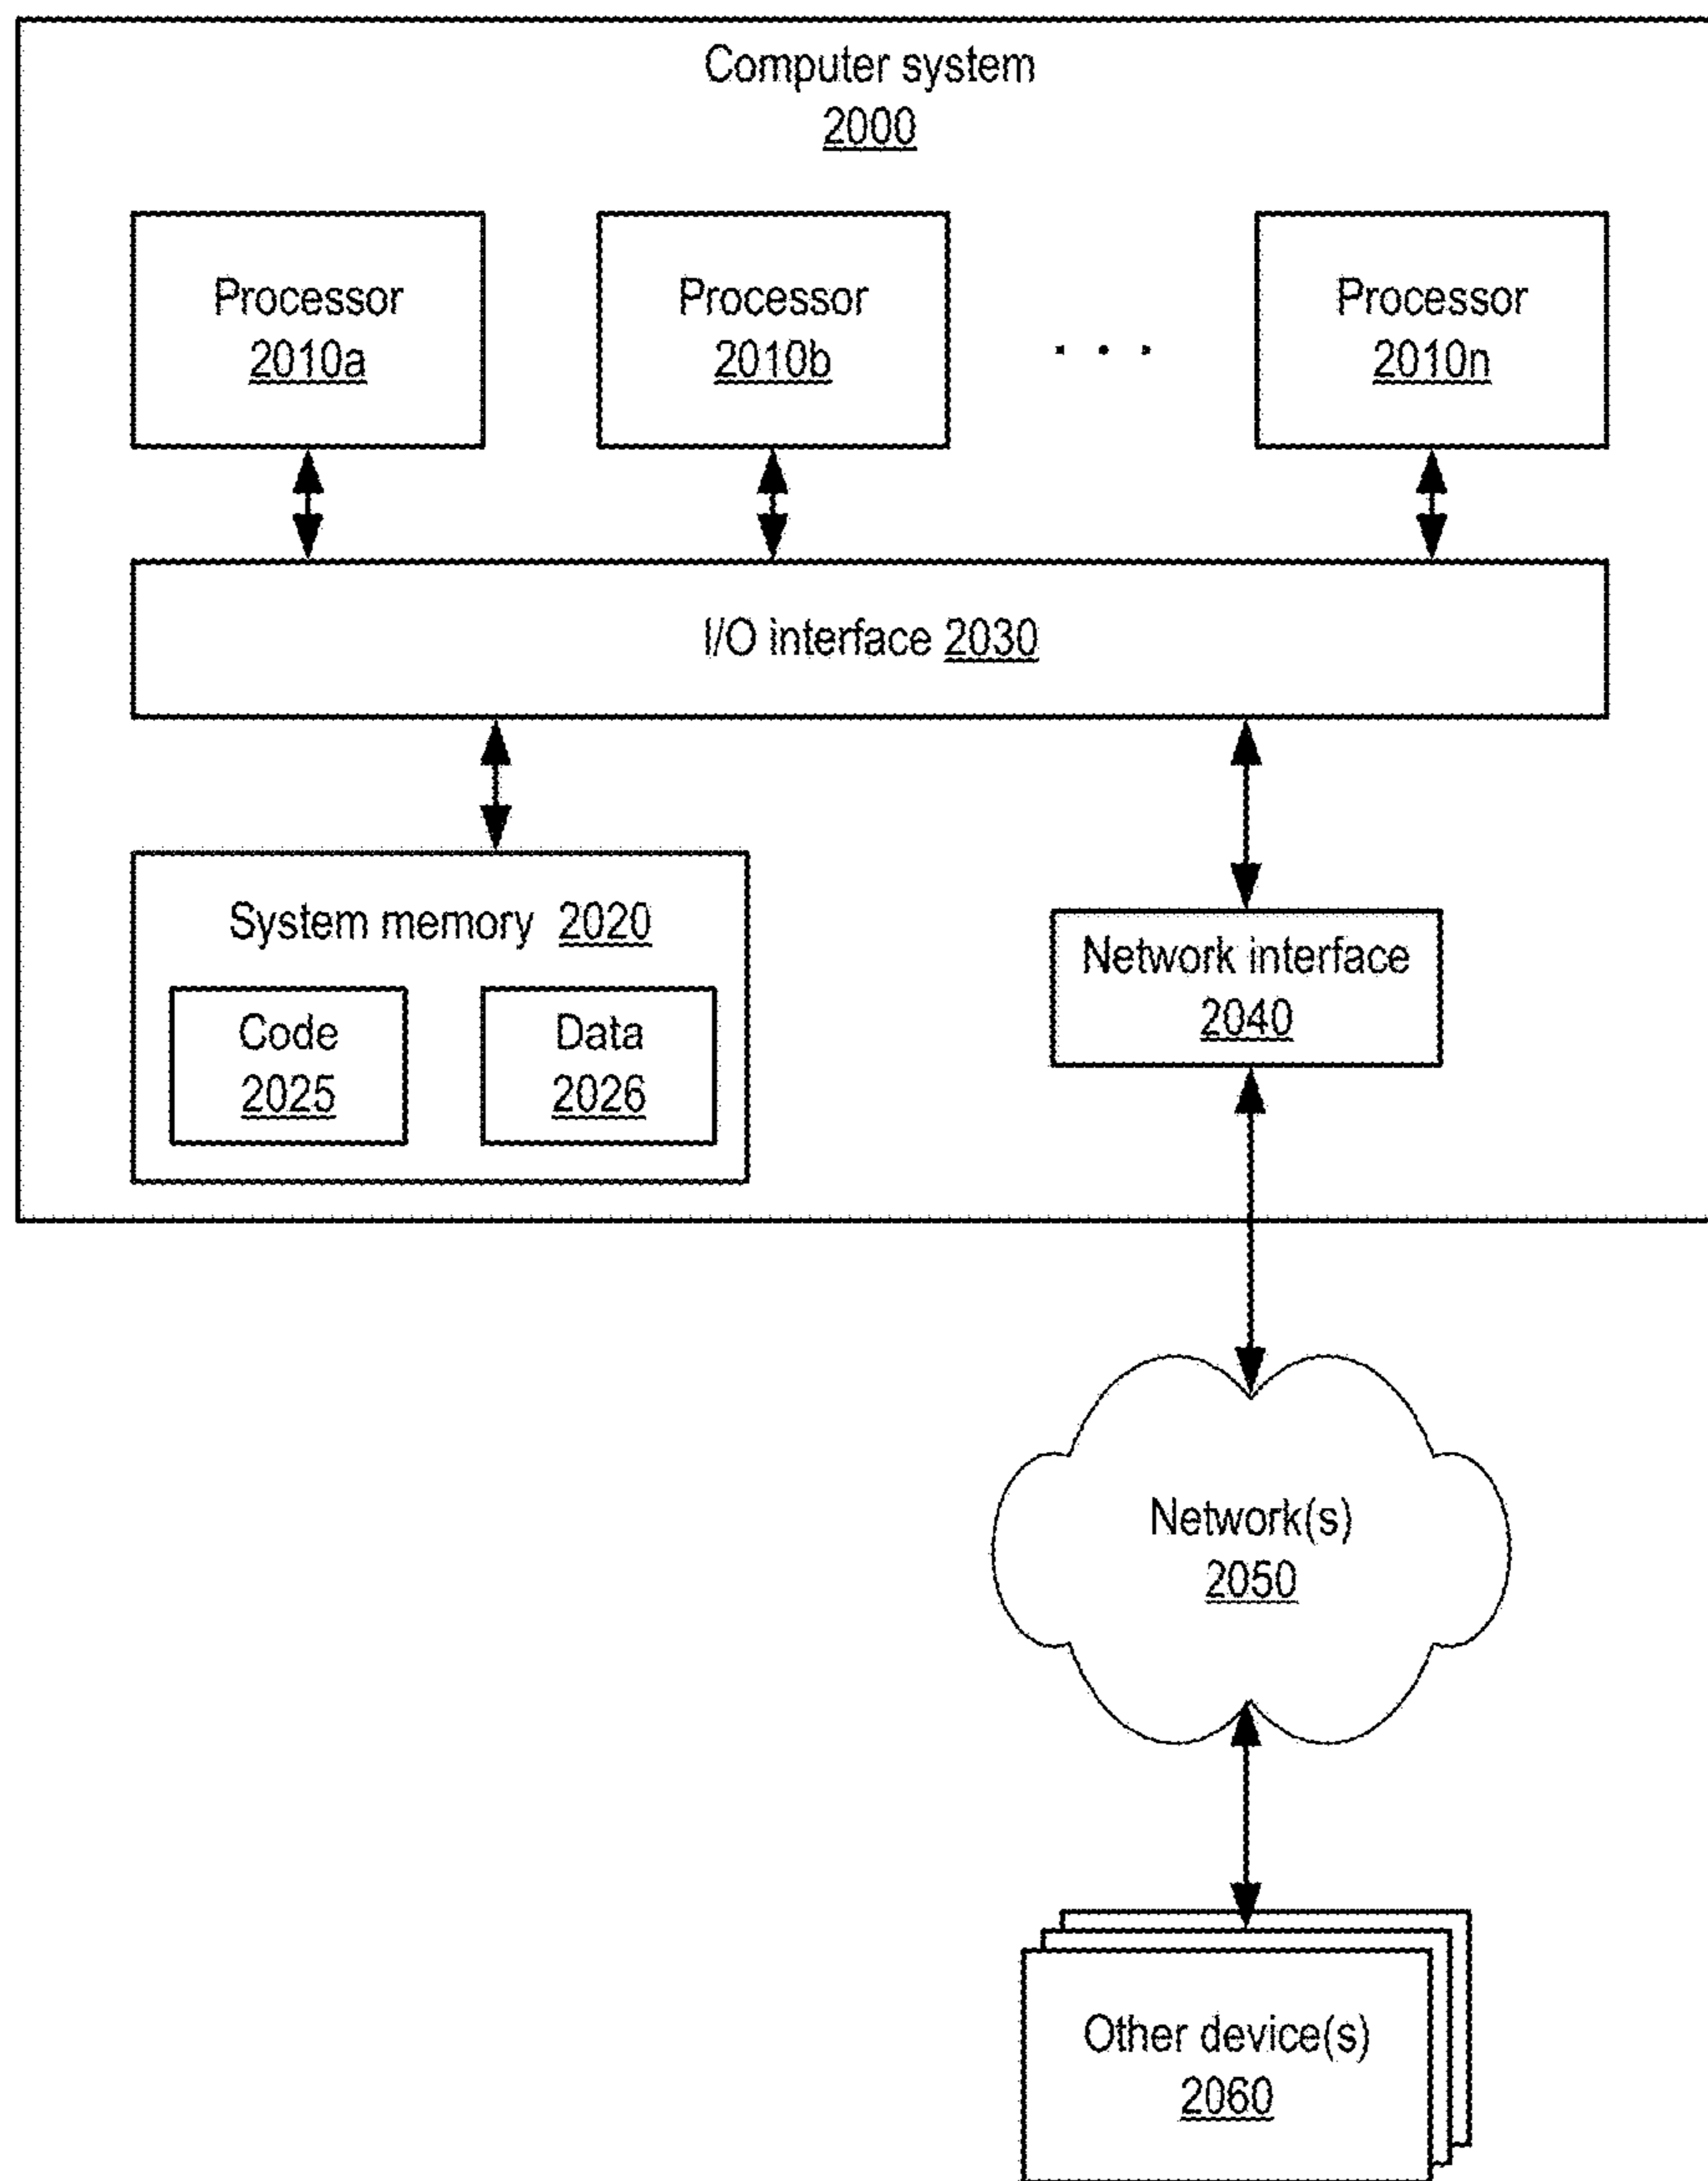 Computer system
2000
Processor
2010a
Processor
2010b
. . .
Processor
2010n
I/O interface 2030
System memory 2020
Code
2025
Data
2026
Network interface
2040
Network(s)
2050
Other device(s)
2060